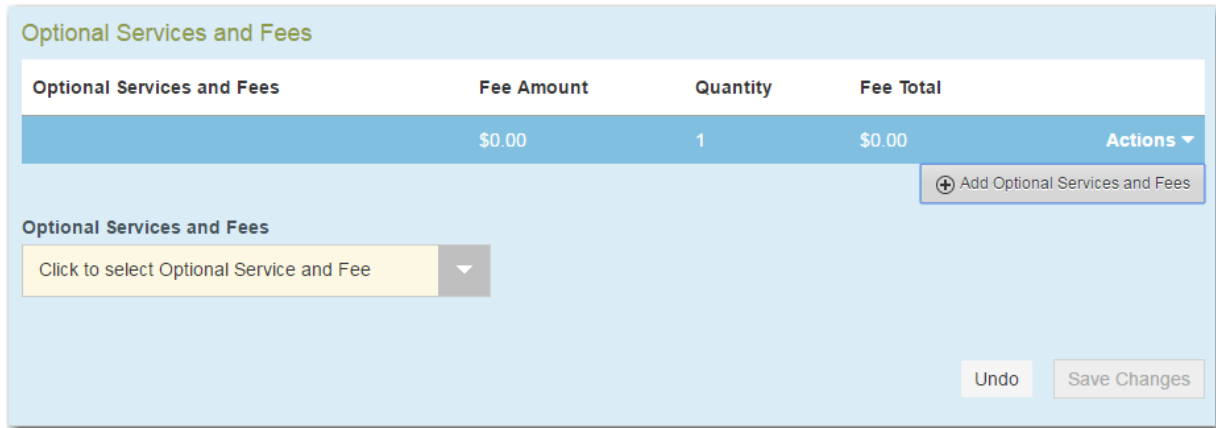 Optional Services and Fees
Optional Services and Fees Fee Amount Quantity Fee Total
$0.00 1 $0.00 Actions
Add Optional Services and Fees
Optional Services and Fees
Click to select Optional Service and Fee
Undo Save Changes